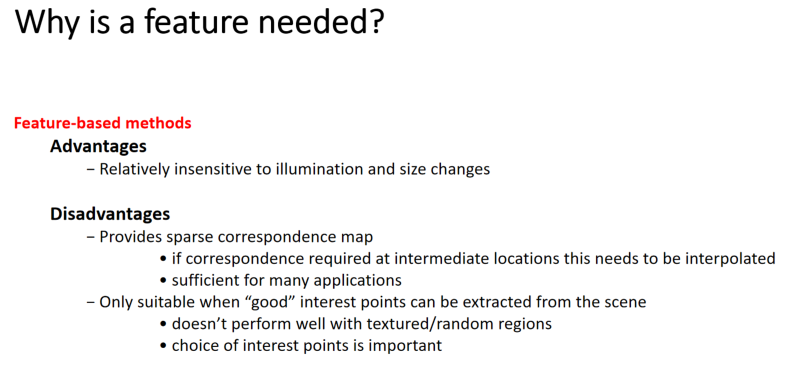 Why is a feature needed?
Feature-based methods
Advantages
– Relatively insensitive to illumination and size changes
Disadvantages
– Provides sparse correspondence map
• if correspondence required at intermediate locations this needs to be interpolated
• sufficient for many applications
– Only suitable when “good” interest points can be extracted from the scene
• doesn’t perform well with textured/random regions
• choice of interest points is important